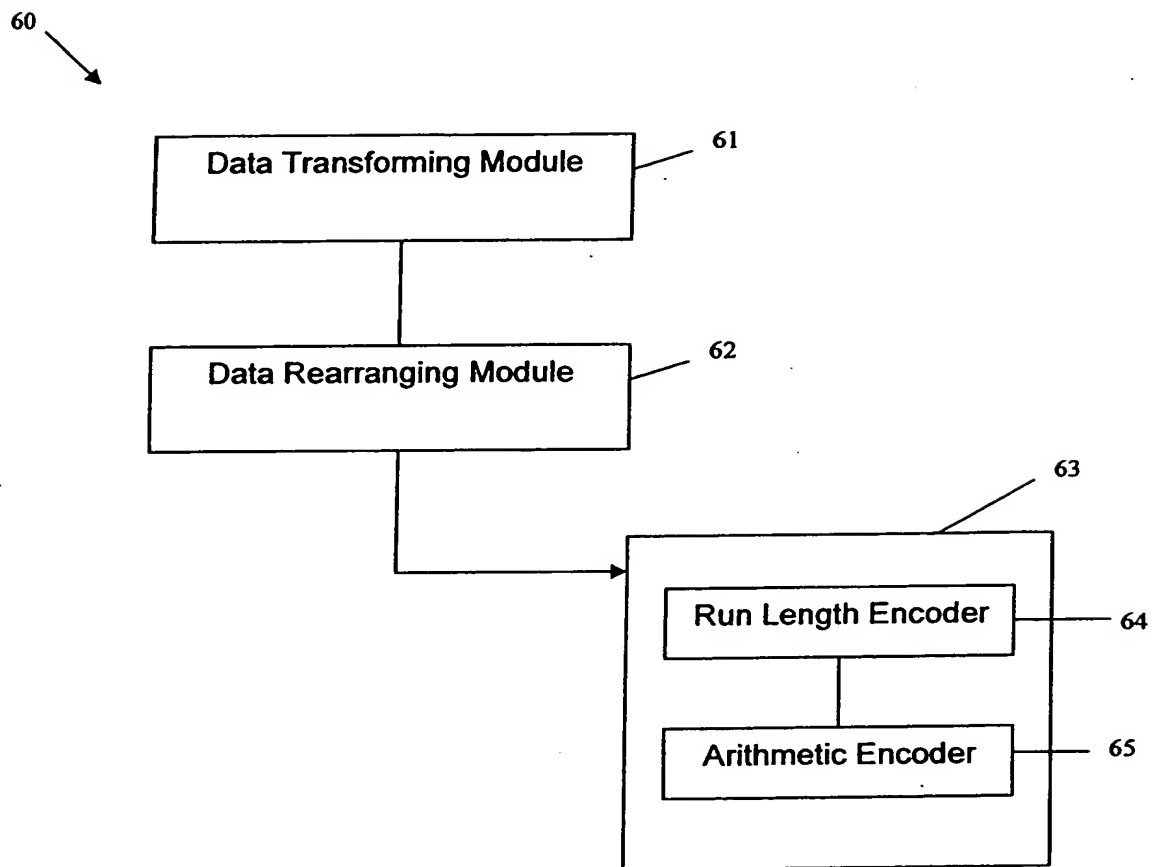 60
Data Transforming Module
61
Data Rearranging Module
62
63
Run Length Encoder
64
Arithmetic Encoder
65